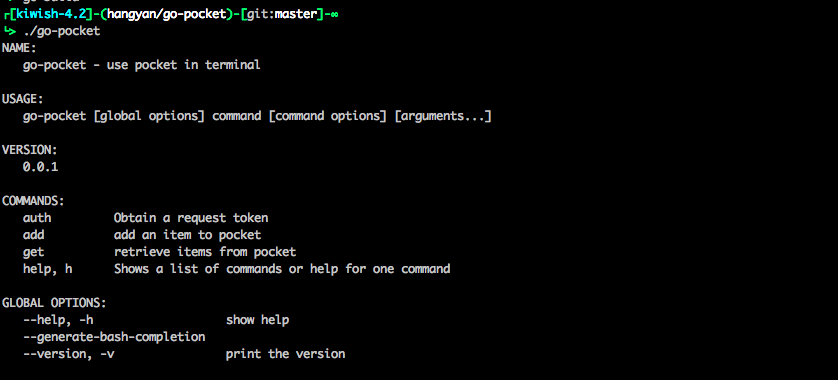 ┌[kiwish-4.2]-(hangyan/go-pocket)-[git:master]-∞
└> ./go-pocket
NAME:
   go-pocket - use pocket in terminal

USAGE:
   go-pocket [global options] command [command options] [arguments...]

VERSION:
   0.0.1

COMMANDS:
   auth         Obtain a request token
   add          add an item to pocket
   get          retrieve items from pocket
   help, h      Shows a list of commands or help for one command

GLOBAL OPTIONS:
   --help, -h                   show help
   --generate-bash-completion
   --version, -v                print the version